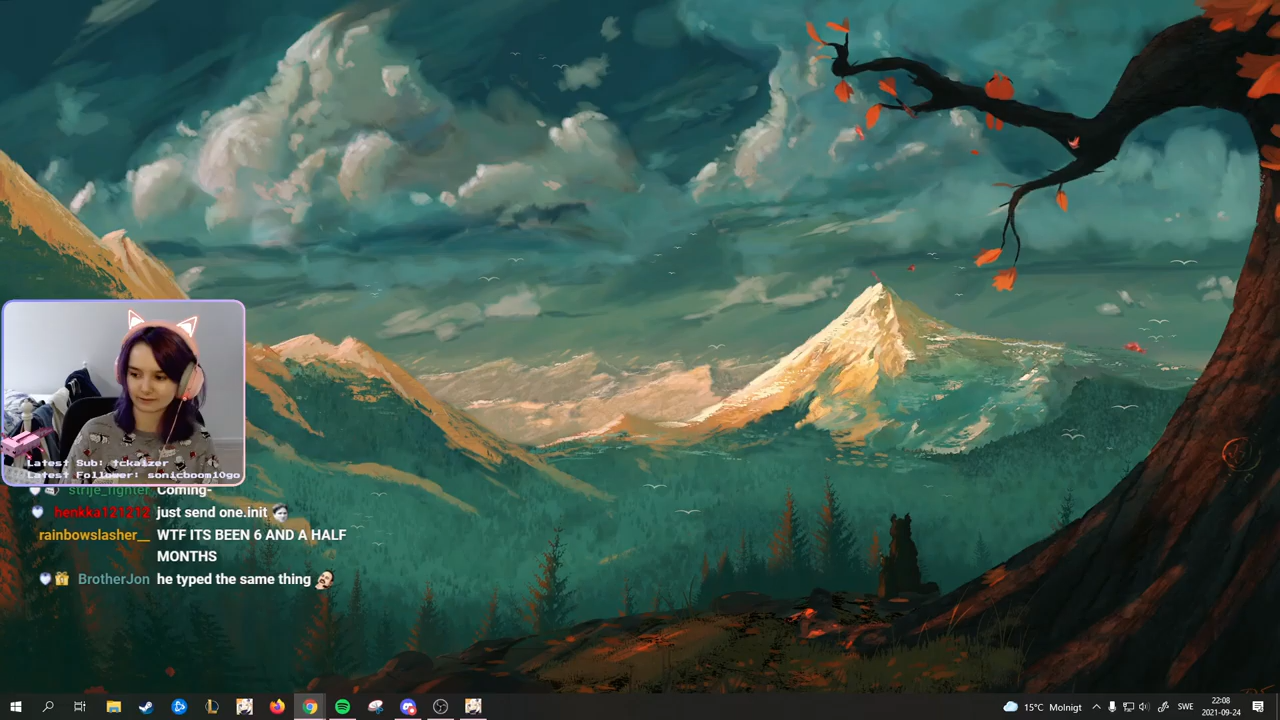 Latest Sub: tckaizer
Latest Follower: sonicboom10go
strije_fighter Coming-
henkka121212 just send one.init
rainbowslasher__ WTF ITS BEEN 6 AND A HALF
MONTHS
BrotherJon he typed the same thing
15°C Molnigt
SWE
22:08
2021-09-24